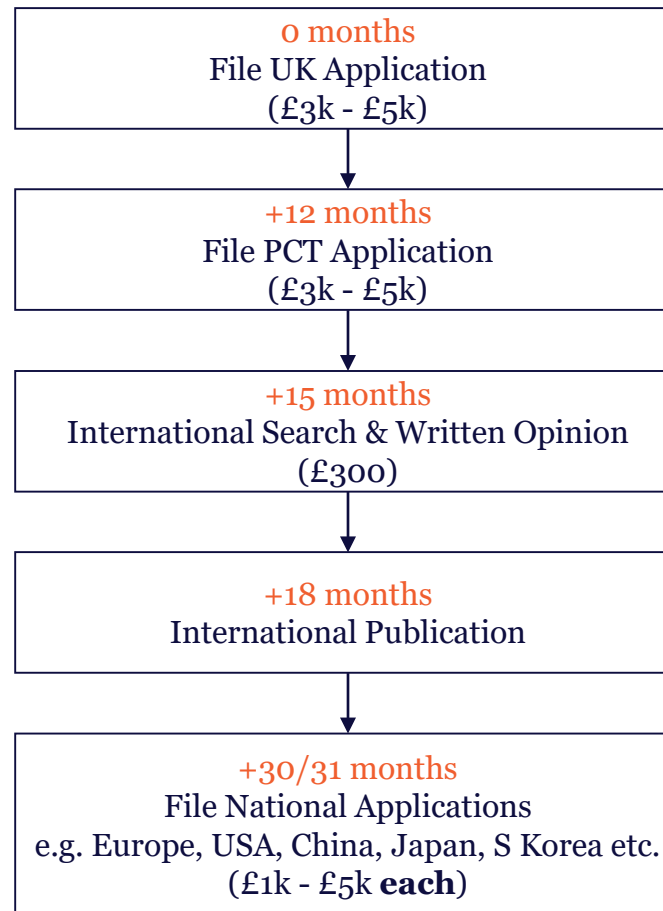 0 months
File UK Application
(£3k - £5k)
+12 months
File PCT Application
(£3k - £5k)
+15 months
International Search & Written Opinion
(£300)
+18 months
International Publication
+30/31 months
File National Applications
e.g. Europe, USA, China, Japan, S Korea etc.
(£1k - £5k each)